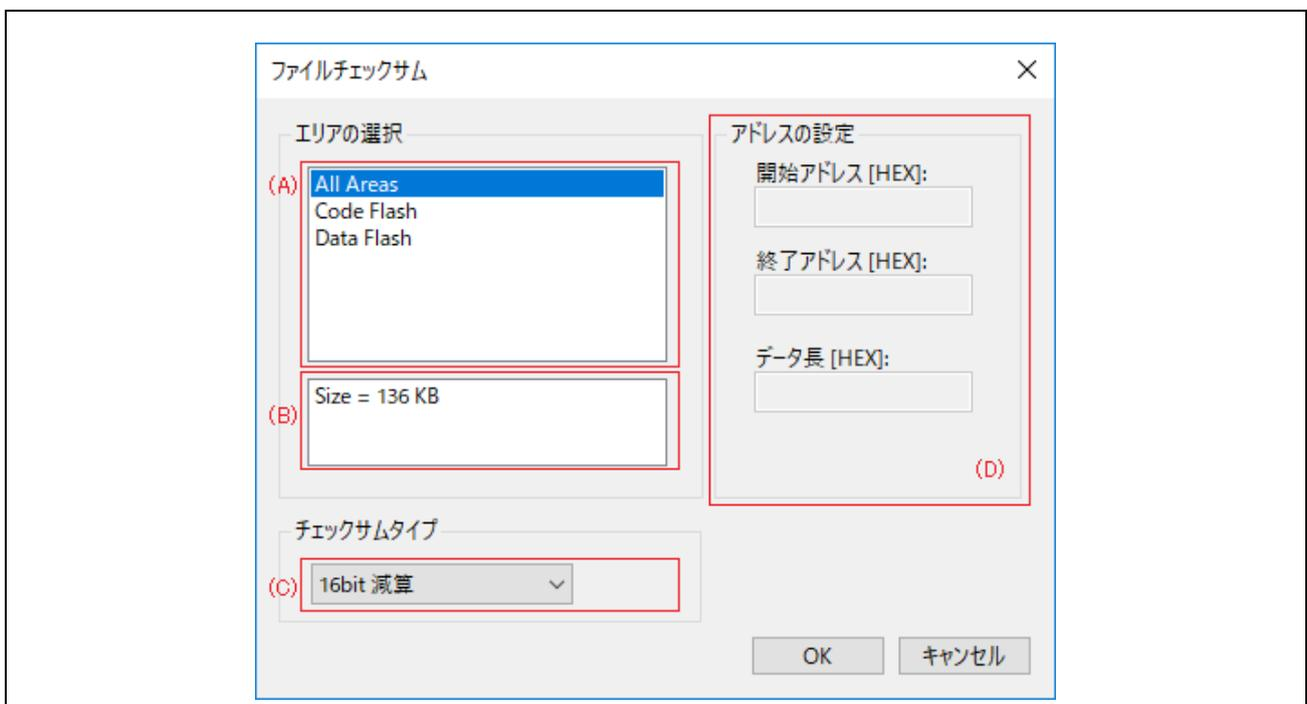 ファイルチェックサム
エリアの選択
(A)
All Areas
Code Flash
Data Flash
(B)
Size = 136 KB
チェックサムタイプ
(C)
16bit 減算
アドレスの設定
開始アドレス [HEX]:
終了アドレス [HEX]:
データ長 [HEX]:
(D)
OK
キャンセル